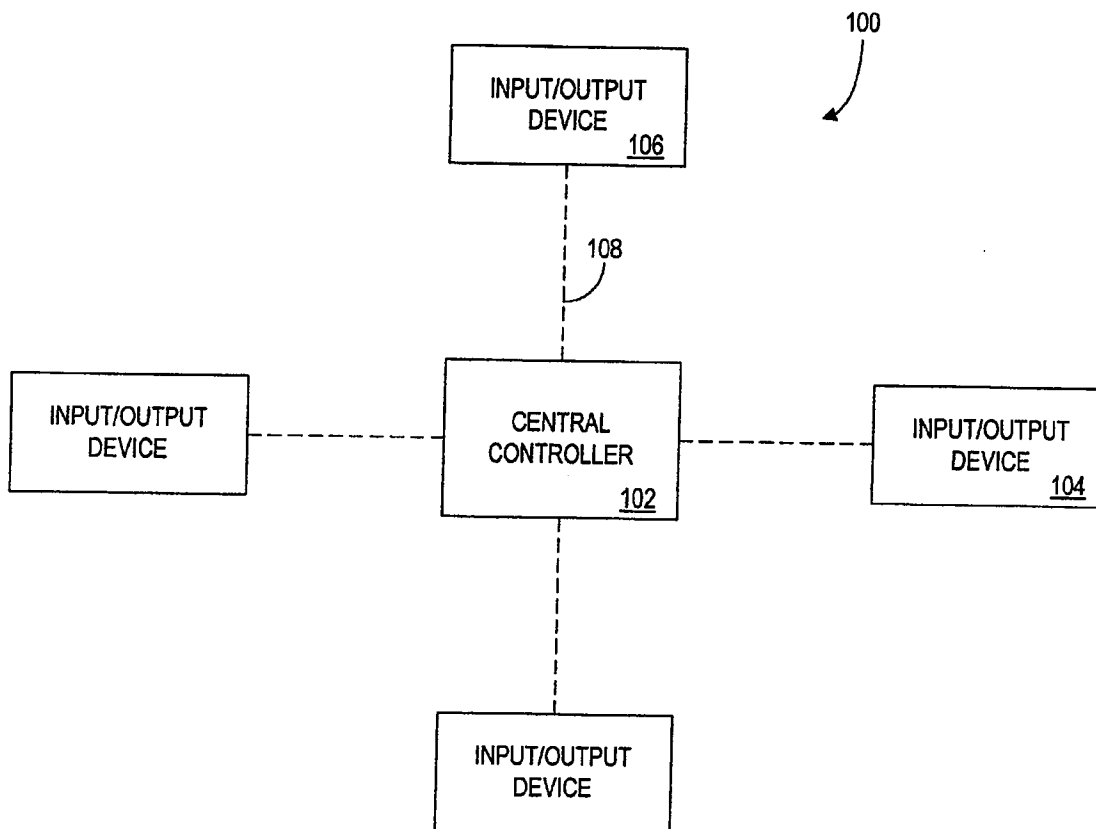 100
INPUT/OUTPUT
DEVICE
106
108
INPUT/OUTPUT
DEVICE
CENTRAL
CONTROLLER
102
INPUT/OUTPUT
DEVICE
104
INPUT/OUTPUT
DEVICE